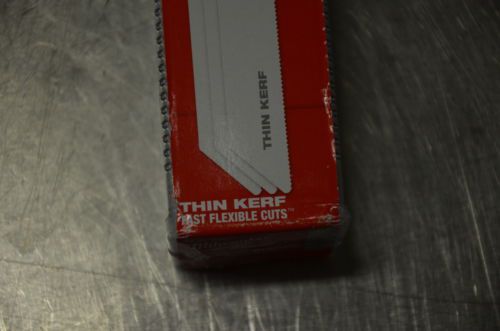 THIN KERF
THIN KERF
FAST FLEXIBLE CUTS™